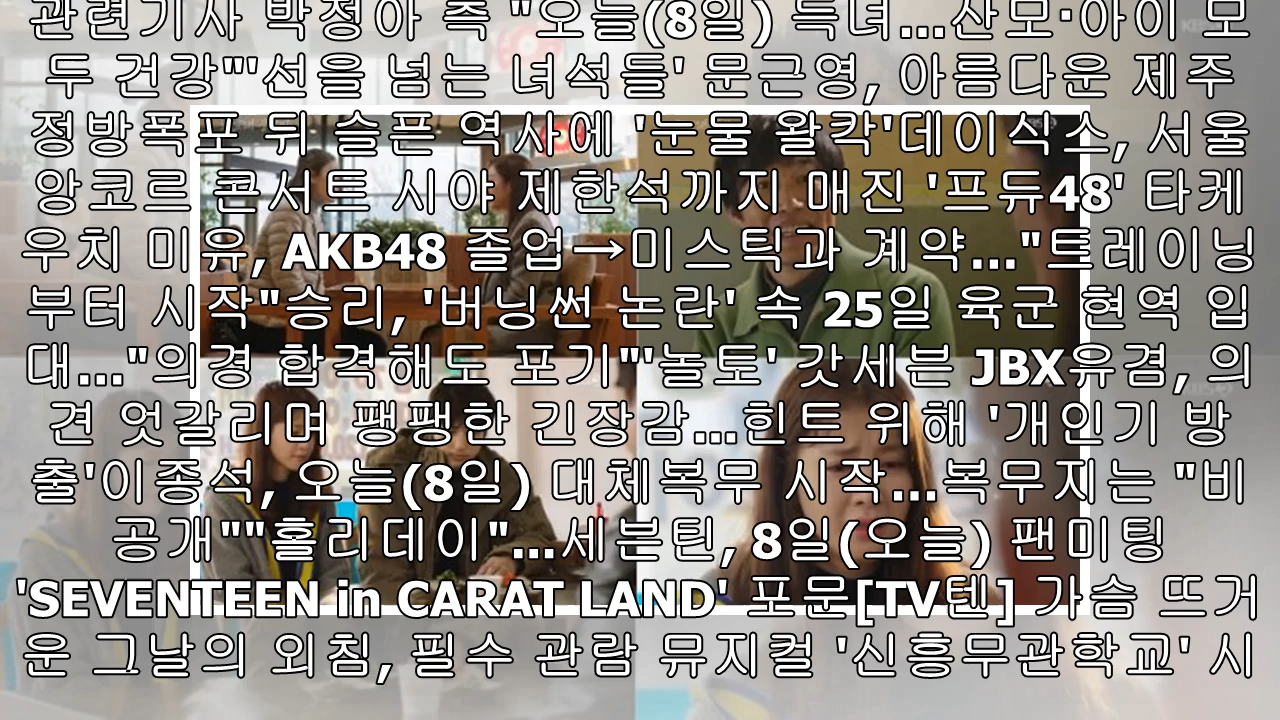 관련기사 박정아 측 "오늘(8일) 득녀...산모·아이 모
두 건강"'선을 넘는 녀석들' 문근영, 아름다운 제주
정방폭포 뒤 슬픈 역사에 '눈물 왈칵'데이식스, 서울
앙코르 콘서트 시야 제한석까지 매진 '프듀48' 타케
우치 미유, AKB48 졸업→미스틱과 계약..."트레이닝
부터 시작"승리, '버닝썬 논란' 속 25일 육군 현역 입
대..."의경 합격해도 포기"'놀토' 갓세븐 JBX유겸, 의
견 엇갈리며 팽팽한 긴장감...힌트 위해 '개인기 방
출'이종석, 오늘(8일) 대체복무 시작...복무지는 "비
공개""홀리데이"...세븐틴, 8일(오늘) 팬미팅
'SEVENTEEN in CARAT LAND' 포문[TV텐] 가슴 뜨거
운 그날의 외침, 필수 관람 뮤지컬 '신흥무관학교' 시